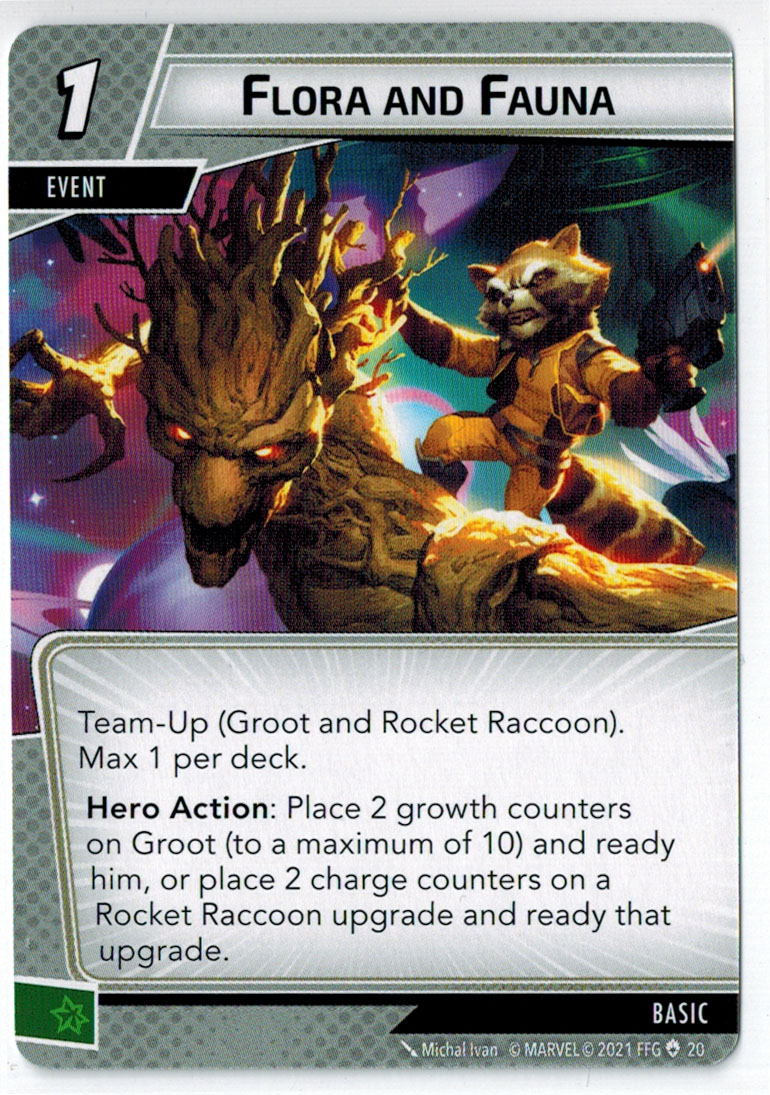 1
FLORA AND FAUNA
EVENT
Team-Up (Groot and Rocket Raccoon).
Max 1 per deck.
Hero Action: Place 2 growth counters
on Groot (to a maximum of 10) and ready
him, or place 2 charge counters on a
Rocket Raccoon upgrade and ready that
upgrade.
BASIC
Michal Ivan © MARVEL © 2021 FFG 20